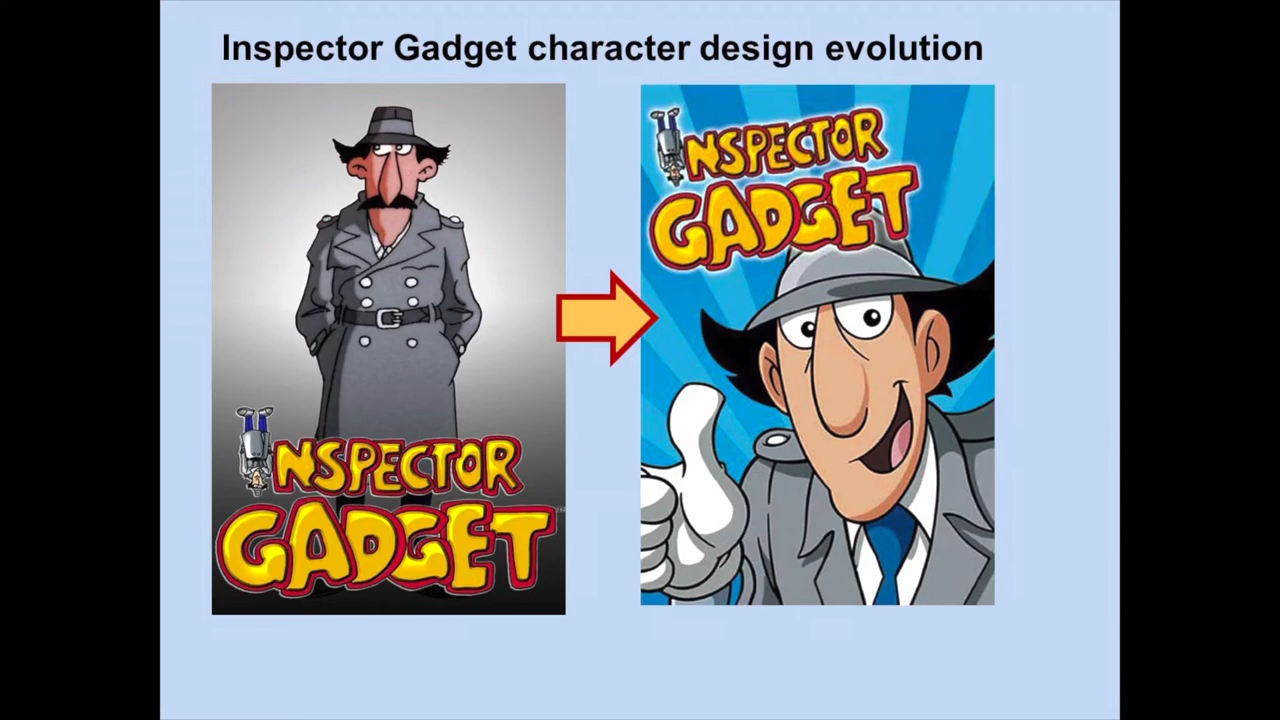 Inspector Gadget character design evolution
INSPECTOR
GADGET
INSPECTOR
GADGET